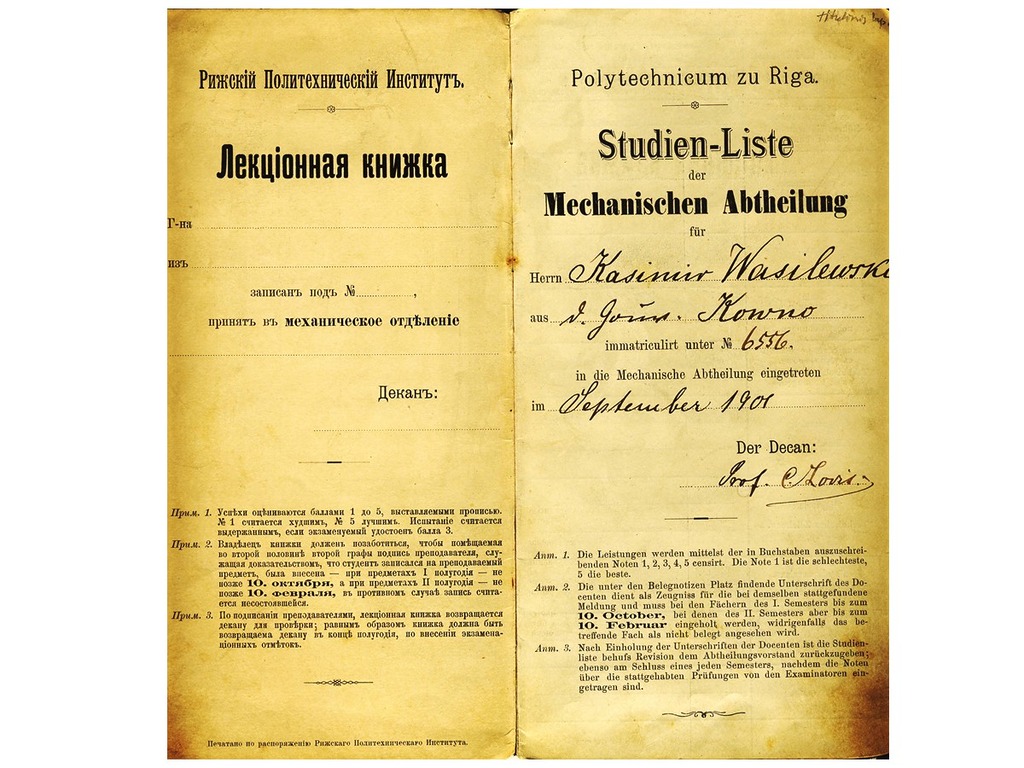 Рижскій Политехническій Институтъ.
Лекціонная книжка
Г-на
изъ
записанъ подъ №
принятъ въ механическое отдѣленіе
Деканъ:
Прим. 1. Успѣхи оцѣниваются баллами 1 до 5, выставляемыми прописью.
№ 1 считается худшимъ, № 5 лучшимъ. Испытаніе считается
выдержаннымъ, если экзаменуемый удостоенъ балла 3.
Прим. 2. Владѣлецъ книжки долженъ позаботиться, чтобы помѣщаемая
во второй половинѣ второй графы подпись преподавателя, слу-
жащая доказательствомъ, что студентъ записался на преподаваемый
предметъ, была внесена — при предметахъ I полугодія — не
позже 10. октября, а при предметахъ II полугодія — не
позже 10. Февраля, въ противномъ случаѣ запись счита-
ется несостоявшейся.
Прим. 3. По подписаніи преподавателями, лекціонная книжка возвращается
декану для провѣрки; равнымъ образомъ книжка должна быть
возвращаема декану въ концѣ полугодія, по внесеніи экзамена-
ціонныхъ отмѣтокъ.
Печатано по распоряженію Рижскаго Политехническаго Института.
Polytechnicum zu Riga.
Studien-Liste
der
Mechanischen Abtheilung
für
Herrn Kasimir Wasilewski
aus d. Gouv. Kowno
immatriculirt unter № 6556,
in die Mechanische Abtheilung eingetreten
im September 1901
Der Decan:
Prof. C. Lovis.
Anm. 1. Die Leistungen werden mittelst der in Buchstaben auszuschrei-
benden Noten 1, 2, 3, 4, 5 censirt. Die Note 1 ist die schlechteste,
5 die beste.
Anm. 2. Die unter den Belegnotizen Platz findende Unterschrift des Do-
centen dient als Zeugniss für die bei demselben stattgefundene
Meldung und muss bei den Fächern des I. Semesters bis zum
10. October, bei denen des II. Semesters aber bis zum
10. Februar eingeholt werden, widrigenfalls das be-
treffende Fach als nicht belegt angesehen wird.
Anm. 3. Nach Einholung der Unterschriften der Docenten ist die Studien-
liste behufs Revision dem Abtheilungsvorstand zurückzugeben;
ebenso am Schluss eines jeden Semesters, nachdem die Noten
über die stattgehabten Prüfungen von den Examinatoren ein-
getragen sind.